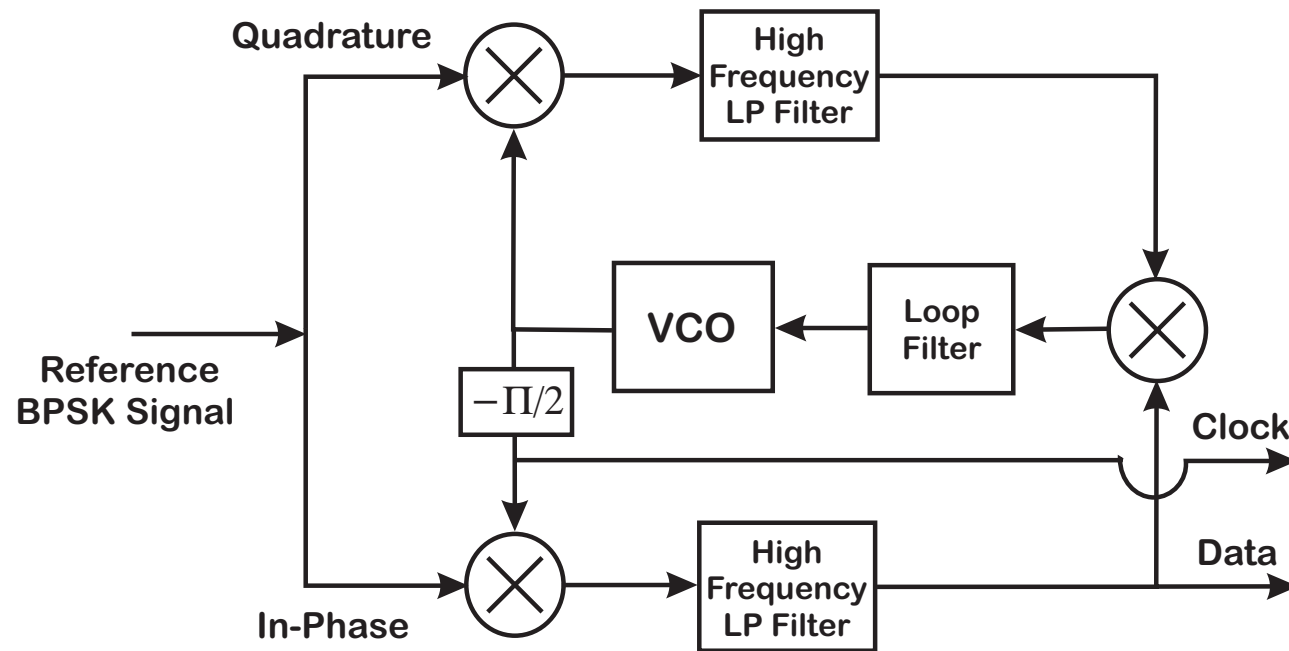 Quadrature
High
Frequency
LP Filter
VCO
Loop
Filter
Reference
BPSK Signal
−Π/2
Clock
High
Frequency
LP Filter
Data
In-Phase